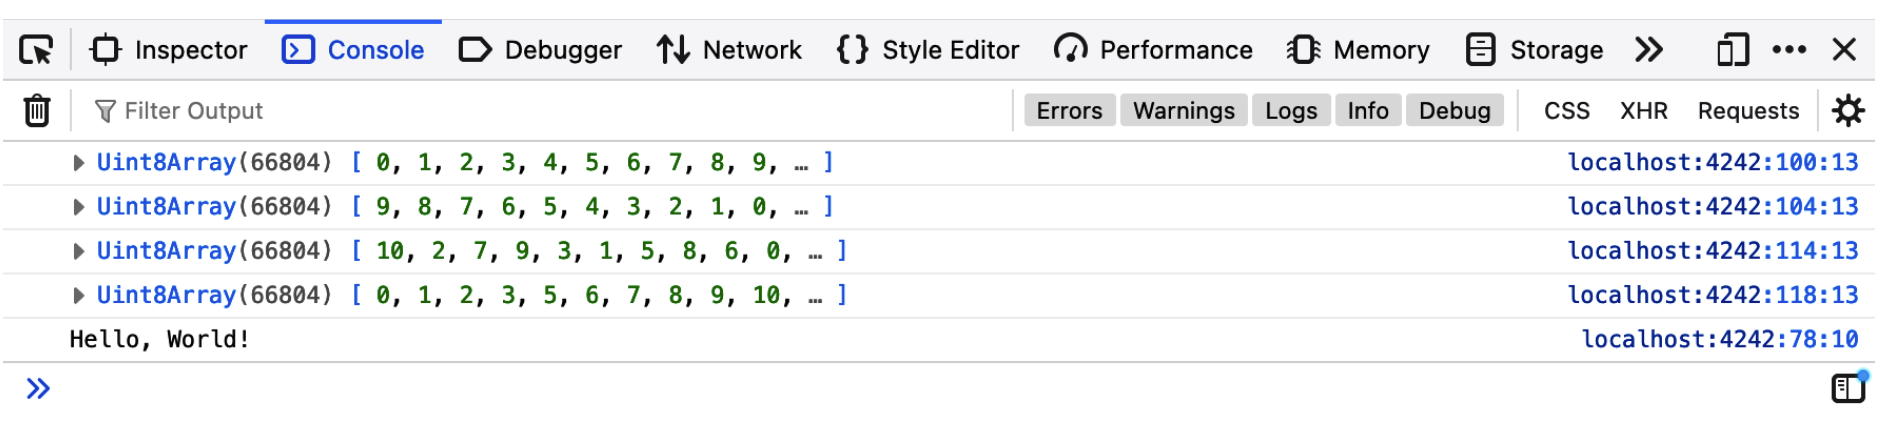 Inspector Console Debugger Network Style Editor Performance Memory Storage
Filter Output Errors Warnings Logs Info Debug CSS XHR Requests
Uint8Array(66804) [ 0, 1, 2, 3, 4, 5, 6, 7, 8, 9, … ] localhost:4242:100:13
Uint8Array(66804) [ 9, 8, 7, 6, 5, 4, 3, 2, 1, 0, … ] localhost:4242:104:13
Uint8Array(66804) [ 10, 2, 7, 9, 3, 1, 5, 8, 6, 0, … ] localhost:4242:114:13
Uint8Array(66804) [ 0, 1, 2, 3, 5, 6, 7, 8, 9, 10, … ] localhost:4242:118:13
Hello, World! localhost:4242:78:10